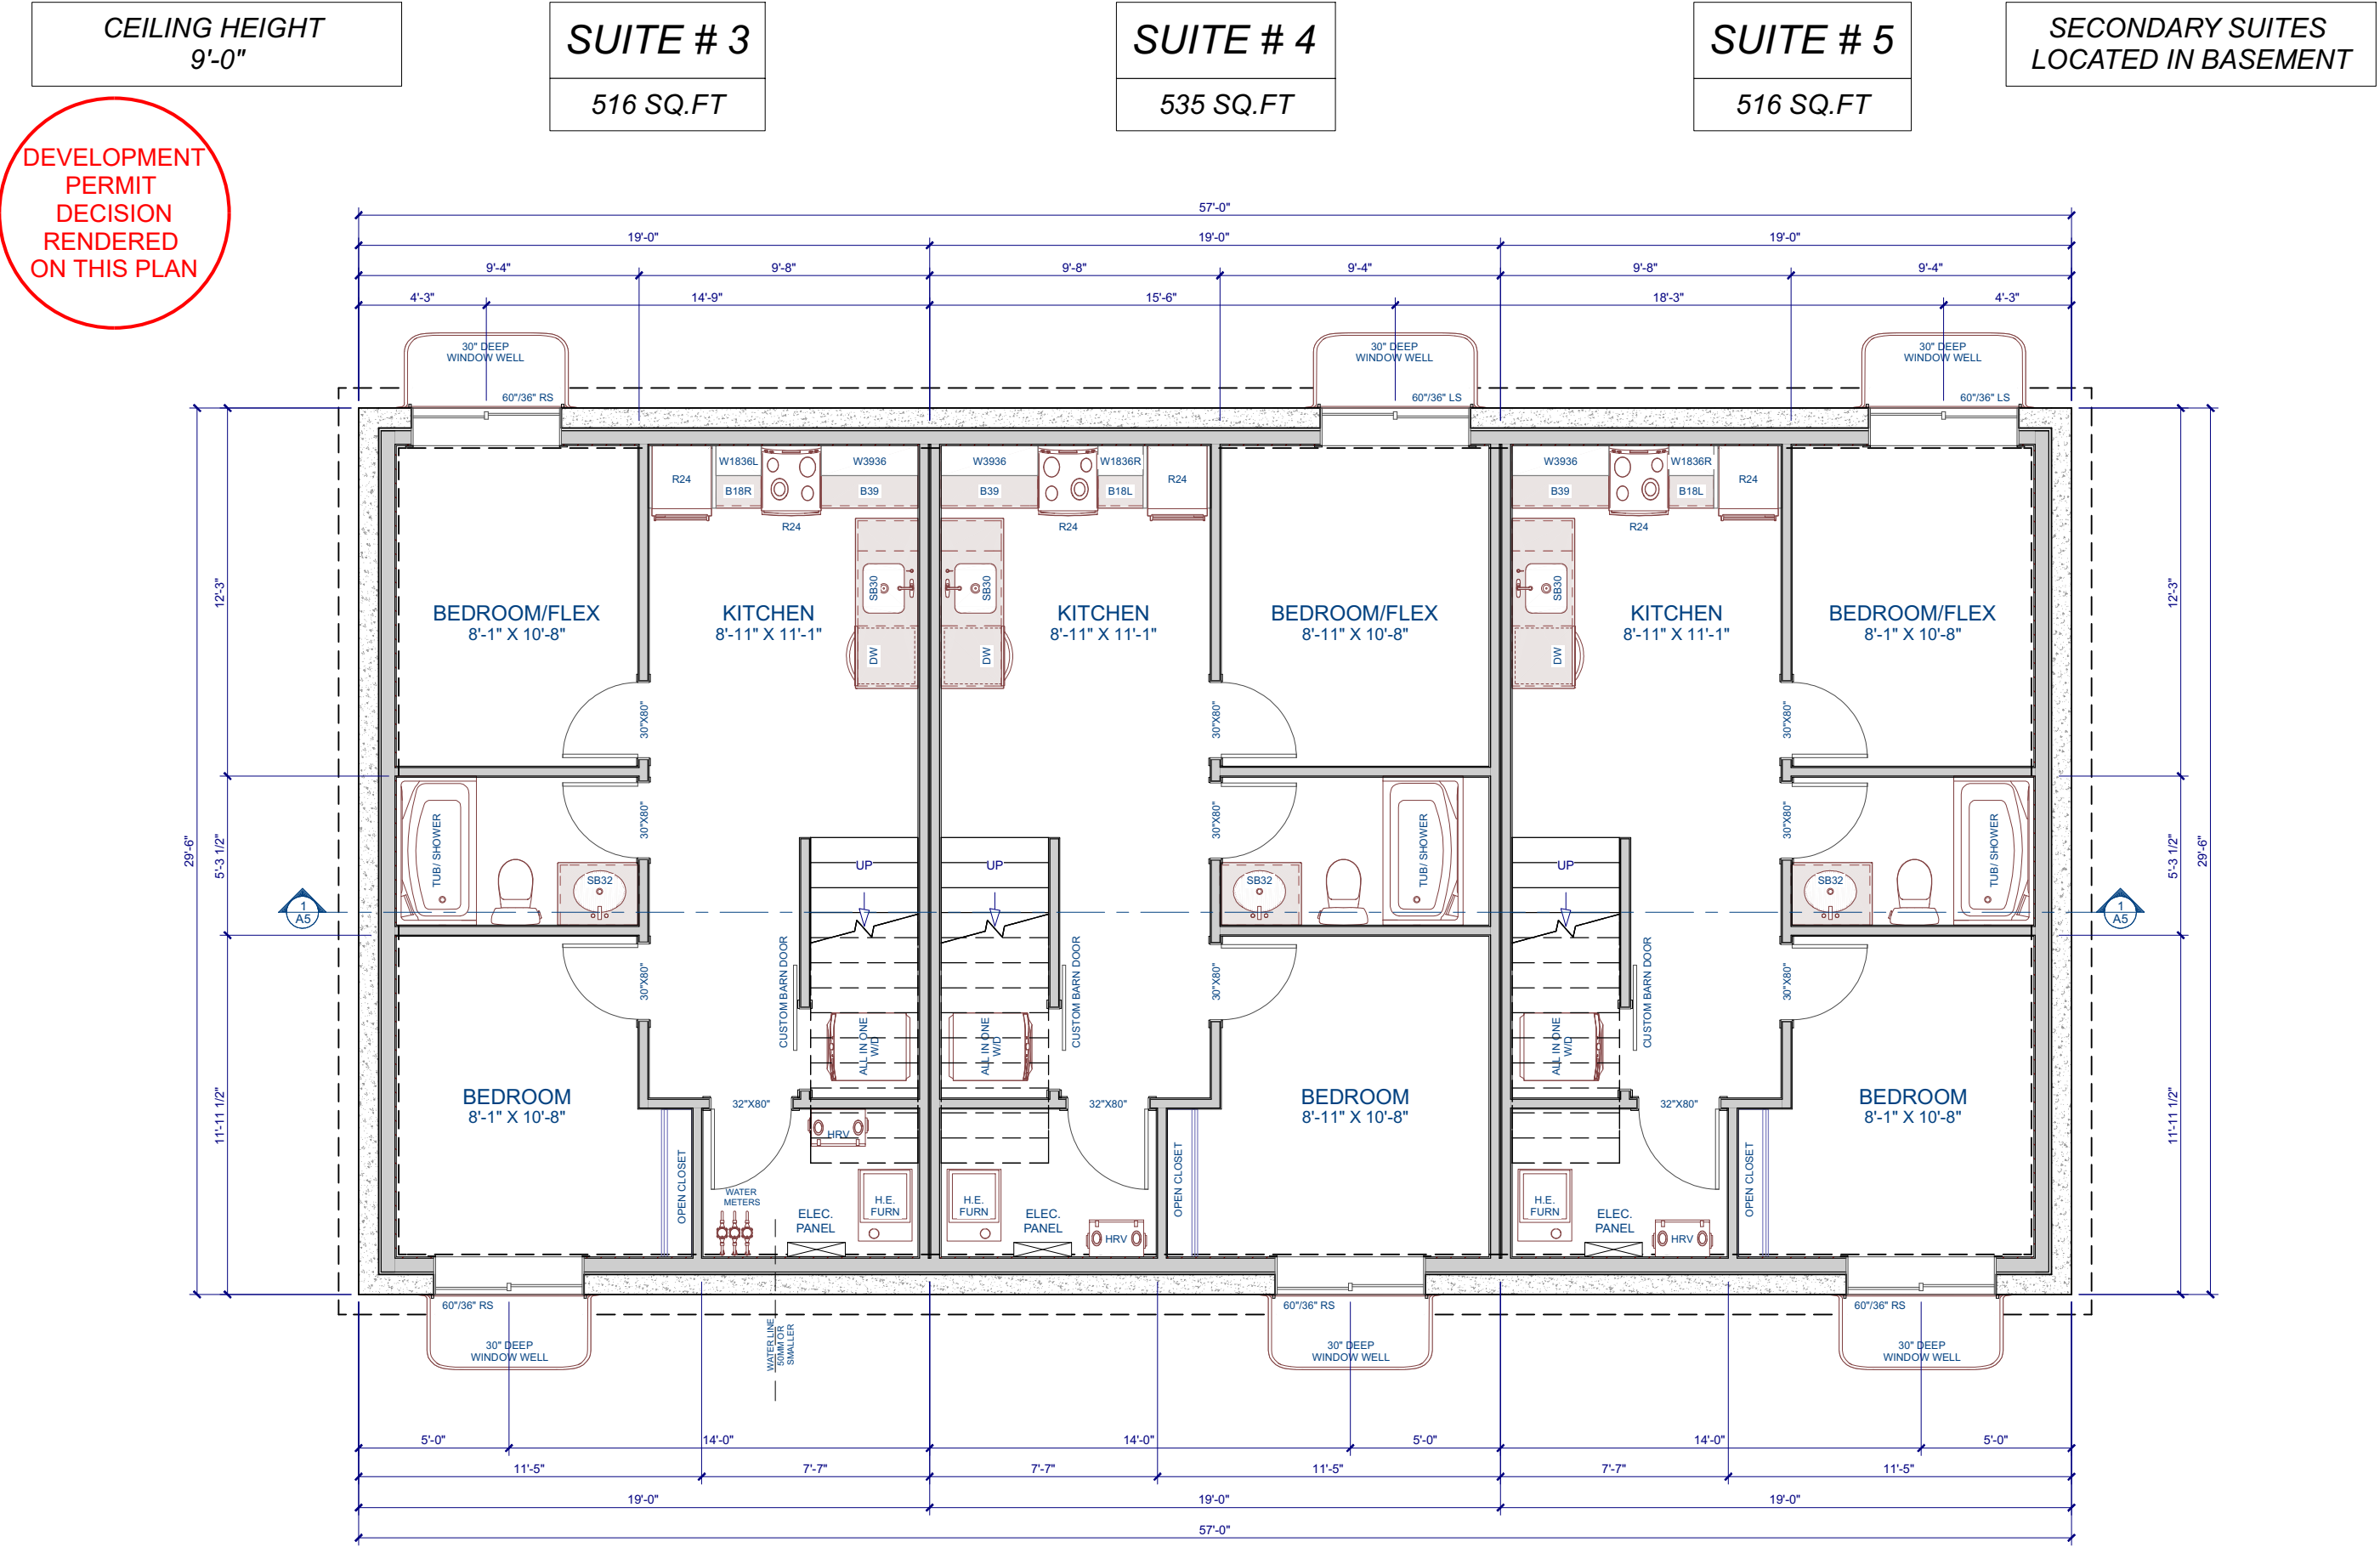 CEILING HEIGHT
9'-0"
SUITE # 3
516 SQ.FT
SUITE # 4
535 SQ.FT
SUITE # 5
516 SQ.FT
SECONDARY SUITES
LOCATED IN BASEMENT
DEVELOPMENT
PERMIT
DECISION
RENDERED
ON THIS PLAN
57'-0"
19'-0" 19'-0" 19'-0"
9'-4" 9'-8" 9'-8" 9'-4" 9'-8" 9'-4"
4'-3" 14'-9" 15'-6" 18'-3" 4'-3"
30" DEEP
WINDOW WELL
60"/36" RS
30" DEEP
WINDOW WELL
60"/36" LS
30" DEEP
WINDOW WELL
60"/36" LS
R24
W1836L
B18R
R24
W3936
B39
W3936
B39
R24
W1836R
B18L
R24
W3936
B39
R24
W1836R
B18L
R24
SB30
DW
SB30
DW
SB30
DW
BEDROOM/FLEX
8'-1" X 10'-8"
KITCHEN
8'-11" X 11'-1"
KITCHEN
8'-11" X 11'-1"
BEDROOM/FLEX
8'-11" X 10'-8"
KITCHEN
8'-11" X 11'-1"
BEDROOM/FLEX
8'-1" X 10'-8"
12'-3"
5'-3 1/2"
11'-11 1/2"
29'-6"
12'-3"
5'-3 1/2"
11'-11 1/2"
29'-6"
30"X80"
30"X80"
30"X80"
30"X80"
30"X80"
30"X80"
30"X80"
30"X80"
30"X80"
TUB/ SHOWER
SB32
UP
UP
SB32
TUB/ SHOWER
UP
SB32
TUB/ SHOWER
1
A5
1
A5
CUSTOM BARN DOOR
CUSTOM BARN DOOR
CUSTOM BARN DOOR
ALL IN ONE
W/D
ALL IN ONE
W/D
ALL IN ONE
W/D
BEDROOM
8'-1" X 10'-8"
BEDROOM
8'-11" X 10'-8"
BEDROOM
8'-1" X 10'-8"
32"X80"
32"X80"
32"X80"
HRV
OPEN CLOSET
WATER
METERS
ELEC.
PANEL
H.E.
FURN
H.E.
FURN
ELEC.
PANEL
HRV
OPEN CLOSET
H.E.
FURN
ELEC.
PANEL
HRV
OPEN CLOSET
60"/36" RS
30" DEEP
WINDOW WELL
WATER LINE
50MM OR
SMALLER
60"/36" RS
30" DEEP
WINDOW WELL
60"/36" RS
30" DEEP
WINDOW WELL
5'-0" 14'-0" 14'-0" 5'-0" 14'-0" 5'-0"
11'-5" 7'-7" 7'-7" 11'-5" 7'-7" 11'-5"
19'-0" 19'-0" 19'-0"
57'-0"